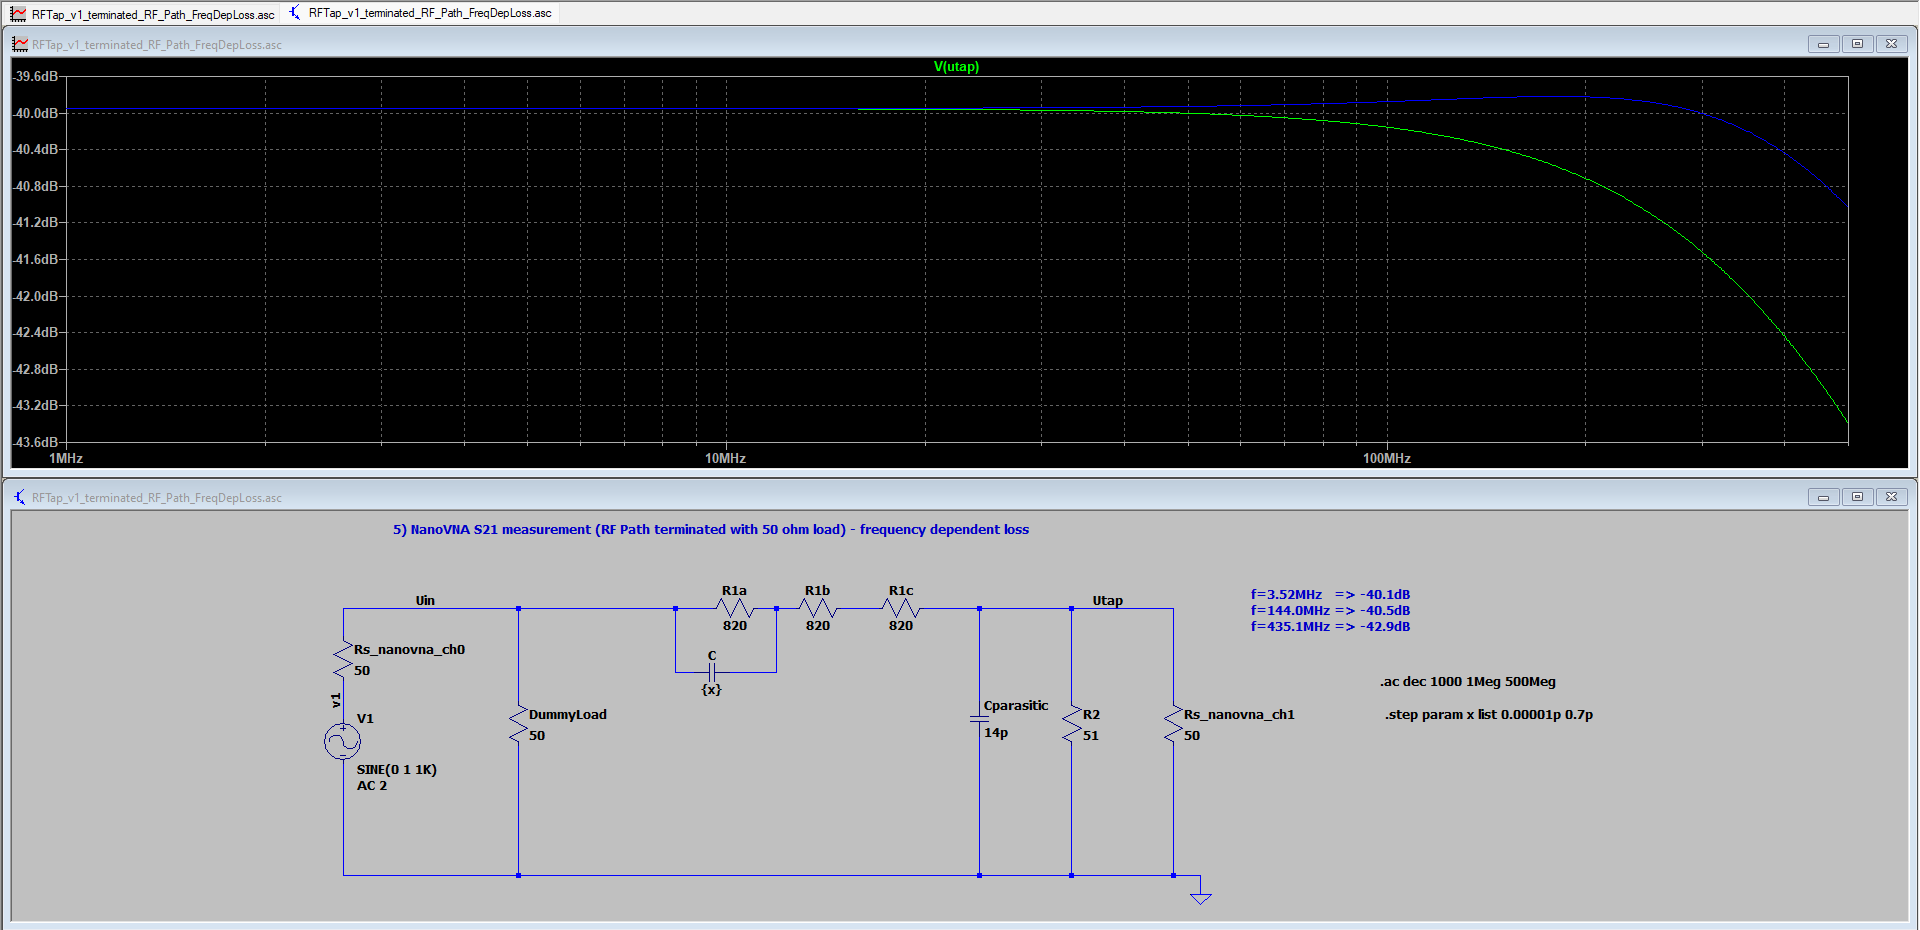 RFTap_v1_terminated_RF_Path_FreqDepLoss.asc RFTap_v1_terminated_RF_Path_FreqDepLoss.asc
RFTap_v1_terminated_RF_Path_FreqDepLoss.asc
V(utap)
-39.6dB
-40.0dB
-40.4dB
-40.8dB
-41.2dB
-41.6dB
-42.0dB
-42.4dB
-42.8dB
-43.2dB
-43.6dB
1MHz 10MHz 100MHz
RFTap_v1_terminated_RF_Path_FreqDepLoss.asc
5) NanoVNA S21 measurement (RF Path terminated with 50 ohm load) - frequency dependent loss
Uin
R1a R1b R1c
820 820 820
Utap
f=3.52MHz => -40.1dB
f=144.0MHz => -40.5dB
f=435.1MHz => -42.9dB
Rs_nanovna_ch0
50
C
{x}
v1
V1
SINE(0 1 1K)
AC 2
DummyLoad
50
Cparasitic
14p
R2
51
Rs_nanovna_ch1
50
.ac dec 1000 1Meg 500Meg
.step param x list 0.00001p 0.7p